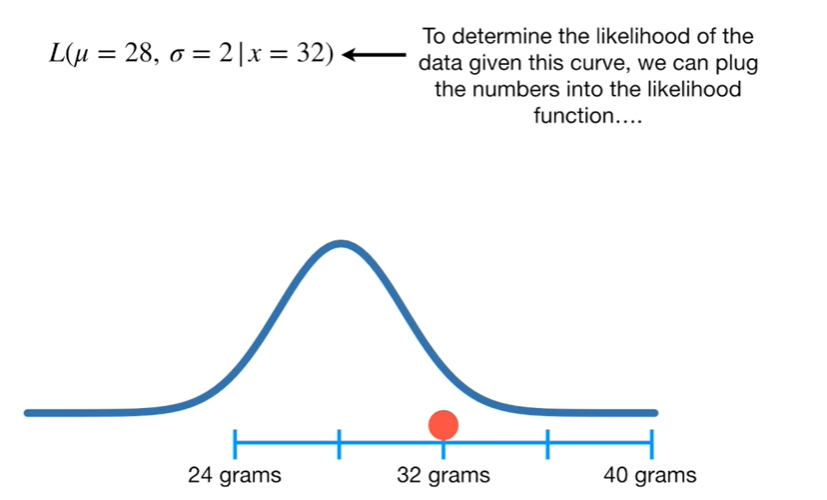 L(μ = 28, σ = 2|x = 32)
To determine the likelihood of the
data given this curve, we can plug
the numbers into the likelihood
function….
24 grams
32 grams
40 grams